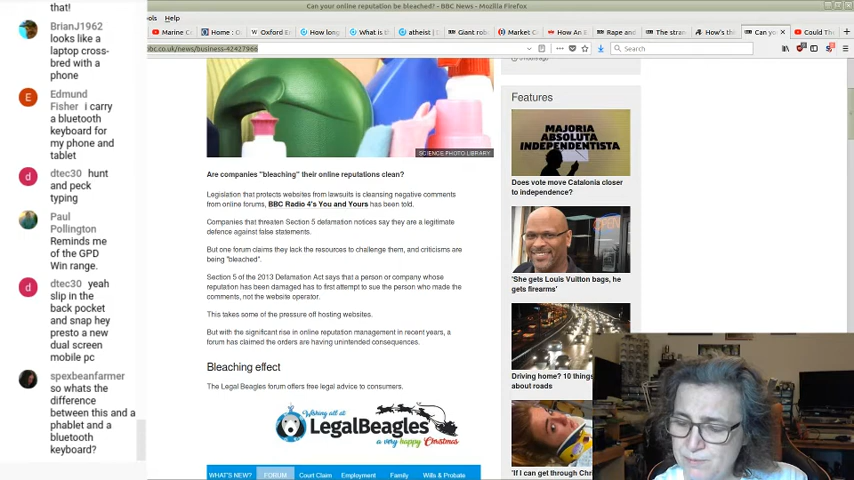 that!
BrianJ1962
looks like a
laptop cross-
bred with a
phone
Edmund
Fisher i carry
a bluetooth
keyboard for
my phone and
tablet
dtec30 hunt
and peck
typing
Paul
Pollington
Reminds me
of the GPD
Win range.
dtec30 yeah
slip in the
back pocket
and snap hey
presto a new
dual screen
mobile pc
spexbeanfarmer
so whats the
difference
between this and a
phablet and a
bluetooth
keyboard?
Can your online reputation be bleached? - BBC News - Mozilla Firefox
ols Help
Marine C
Home : O
Oxford E
How long
What is t
atheist |
Giant ro
Market C
How An E
Rape and
The stran
How's th
Can yo
Could Th
bc.co.uk/news/business-42427966
Search
SCIENCE PHOTO LIBRARY
Are companies "bleaching" their online reputations clean?
Legislation that protects websites from lawsuits is cleansing negative comments
from online forums, BBC Radio 4's You and Yours has been told.
Companies that threaten Section 5 defamation notices say they are a legitimate
defence against false statements.
But one forum claims they lack the resources to challenge them, and criticisms are
being "bleached".
Section 5 of the 2013 Defamation Act says that a person or company whose
reputation has been damaged has to first attempt to sue the person who made the
comments, not the website operator.
This takes some of the pressure off hosting websites.
But with the significant rise in online reputation management in recent years, a
forum has claimed the orders are having unintended consequences.
Bleaching effect
The Legal Beagles forum offers free legal advice to consumers.
Wishing all at
LegalBeagles
a very happy Christmas
WHAT'S NEW?
FORUM
Court Claim
Employment
Family
Wills & Probate
Features
MAJORIA
ABSOLUTA
INDEPENDENTISTA
Does vote move Catalonia closer
to independence?
OPEN
'She gets Louis Vuitton bags, he
gets firearms'
Driving home? 10 things
about roads
'If I can get through Chr